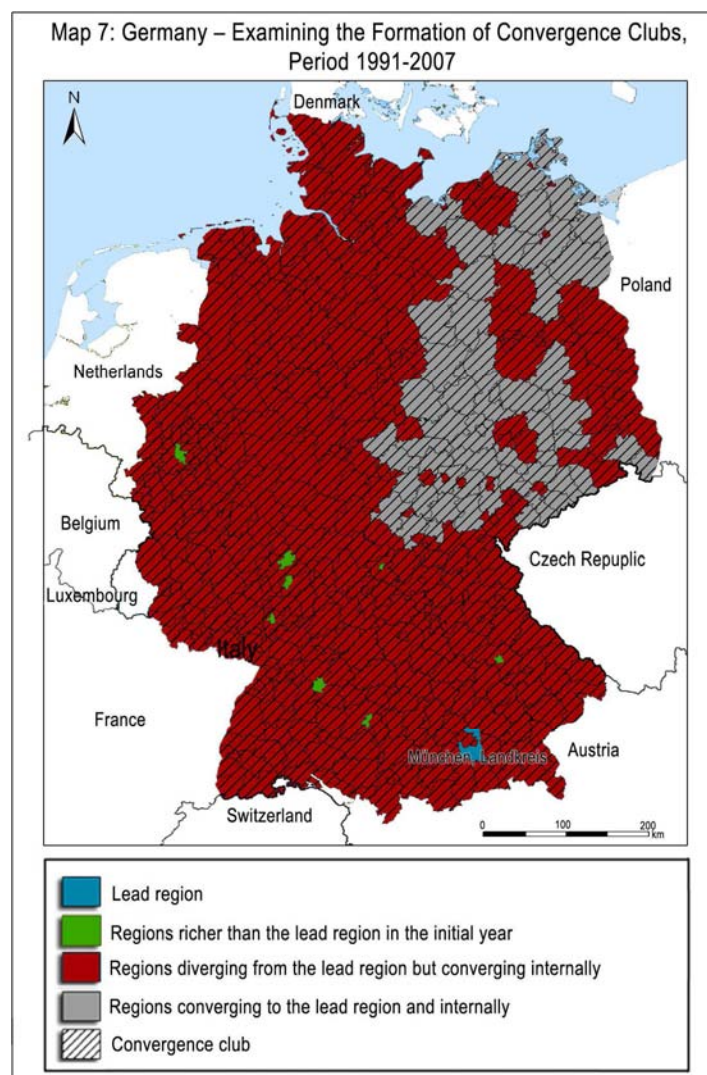 Map 7: Germany – Examining the Formation of Convergence Clubs,
Period 1991-2007
N
Denmark
Poland
Netherlands
Belgium
Czech Repuplic
Luxembourg
Italy
France
München, Landkreis
Austria
Switzerland
0 100 200
km
Lead region
Regions richer than the lead region in the initial year
Regions diverging from the lead region but converging internally
Regions converging to the lead region and internally
Convergence club